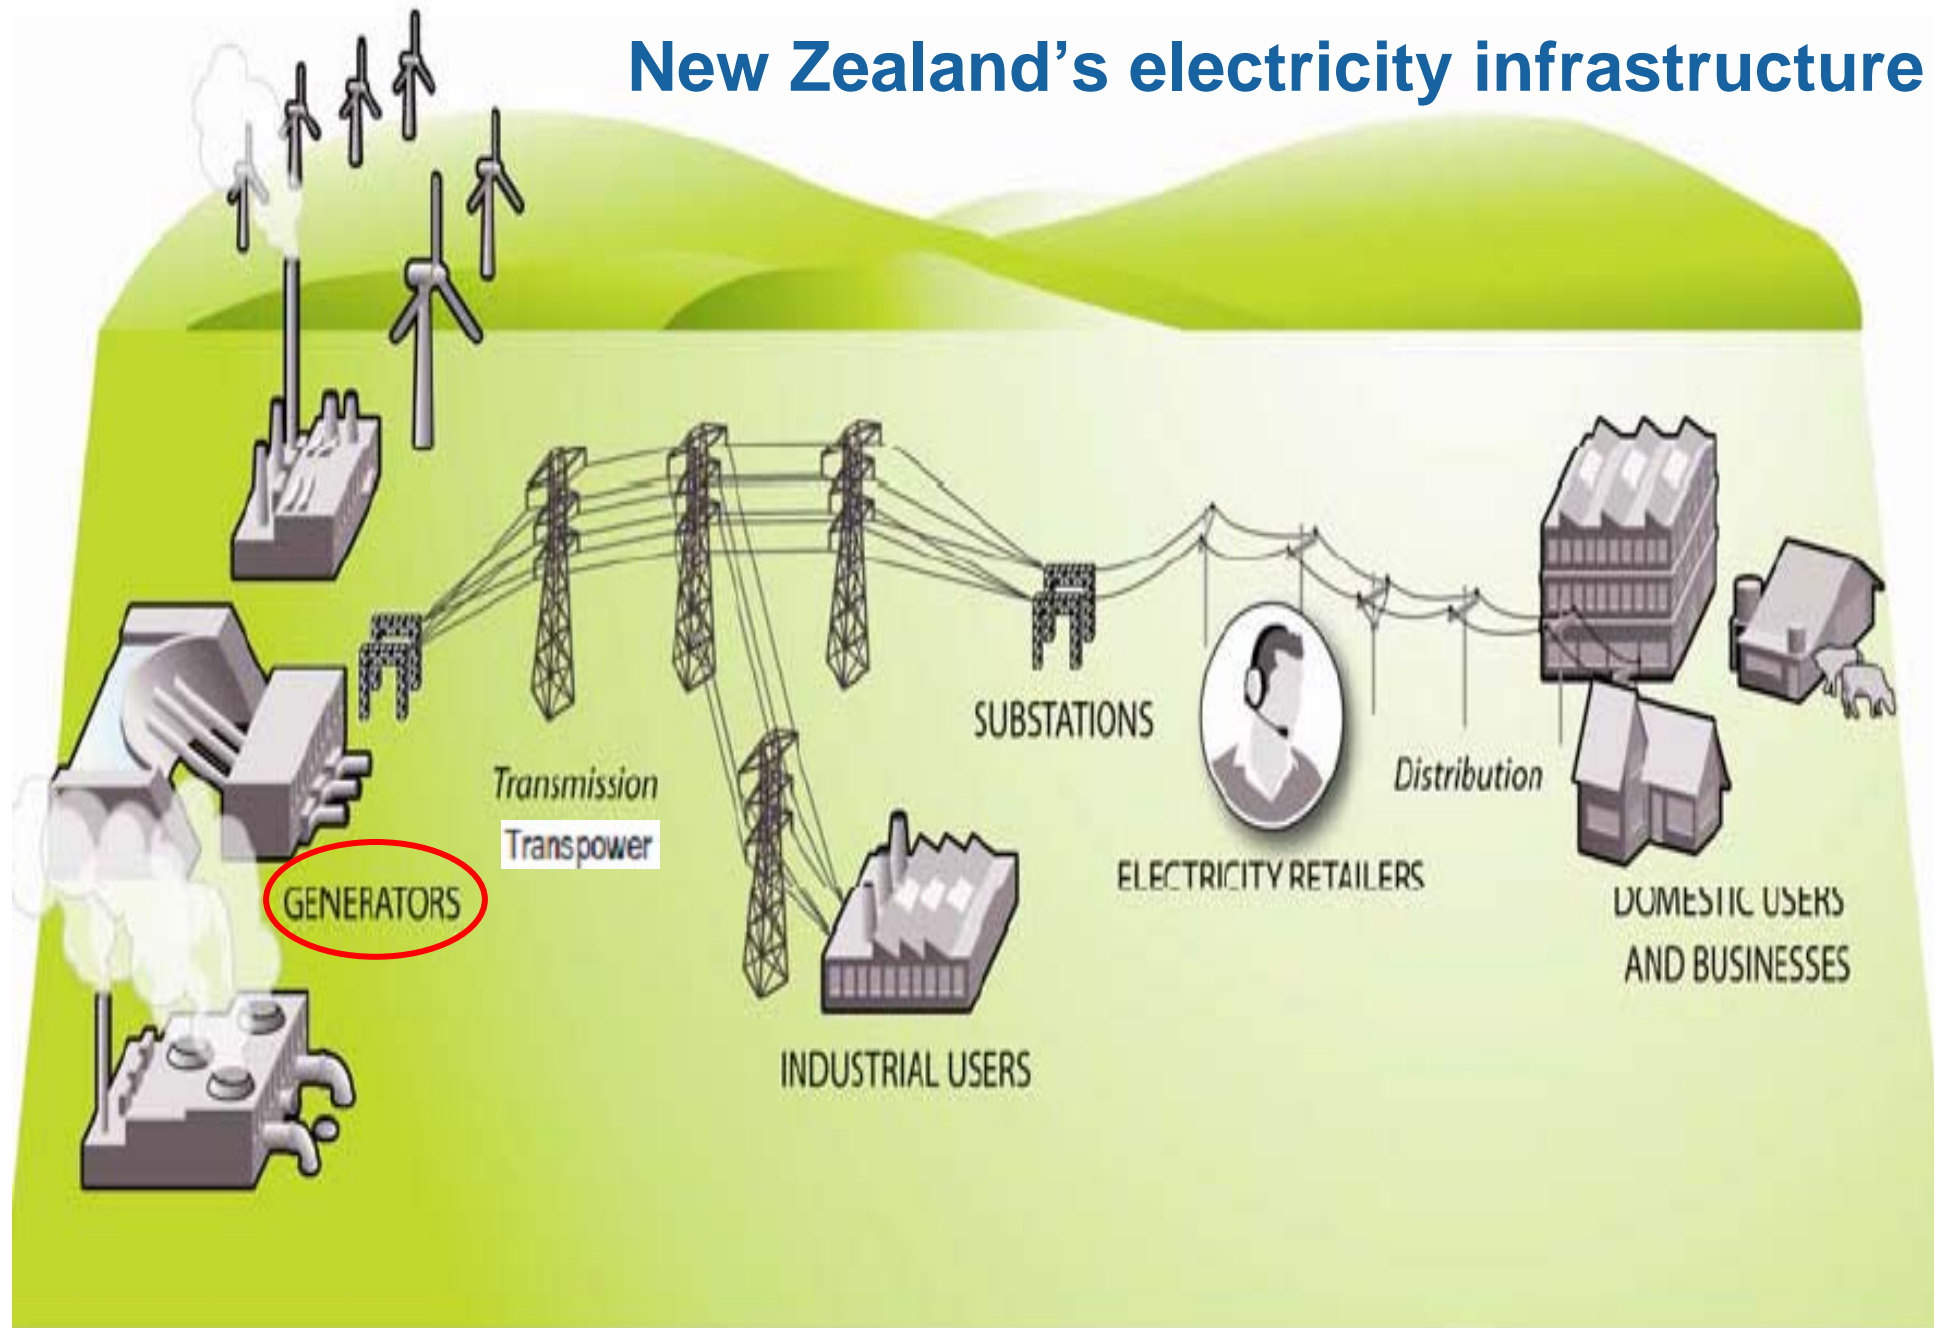 New Zealand's electricity infrastructure
SUBSTATIONS
Transmission
Transpower
Distribution
GENERATORS
ELECTRICITY RETAILERS
DOMESTIC USERS
AND BUSINESSES
INDUSTRIAL USERS